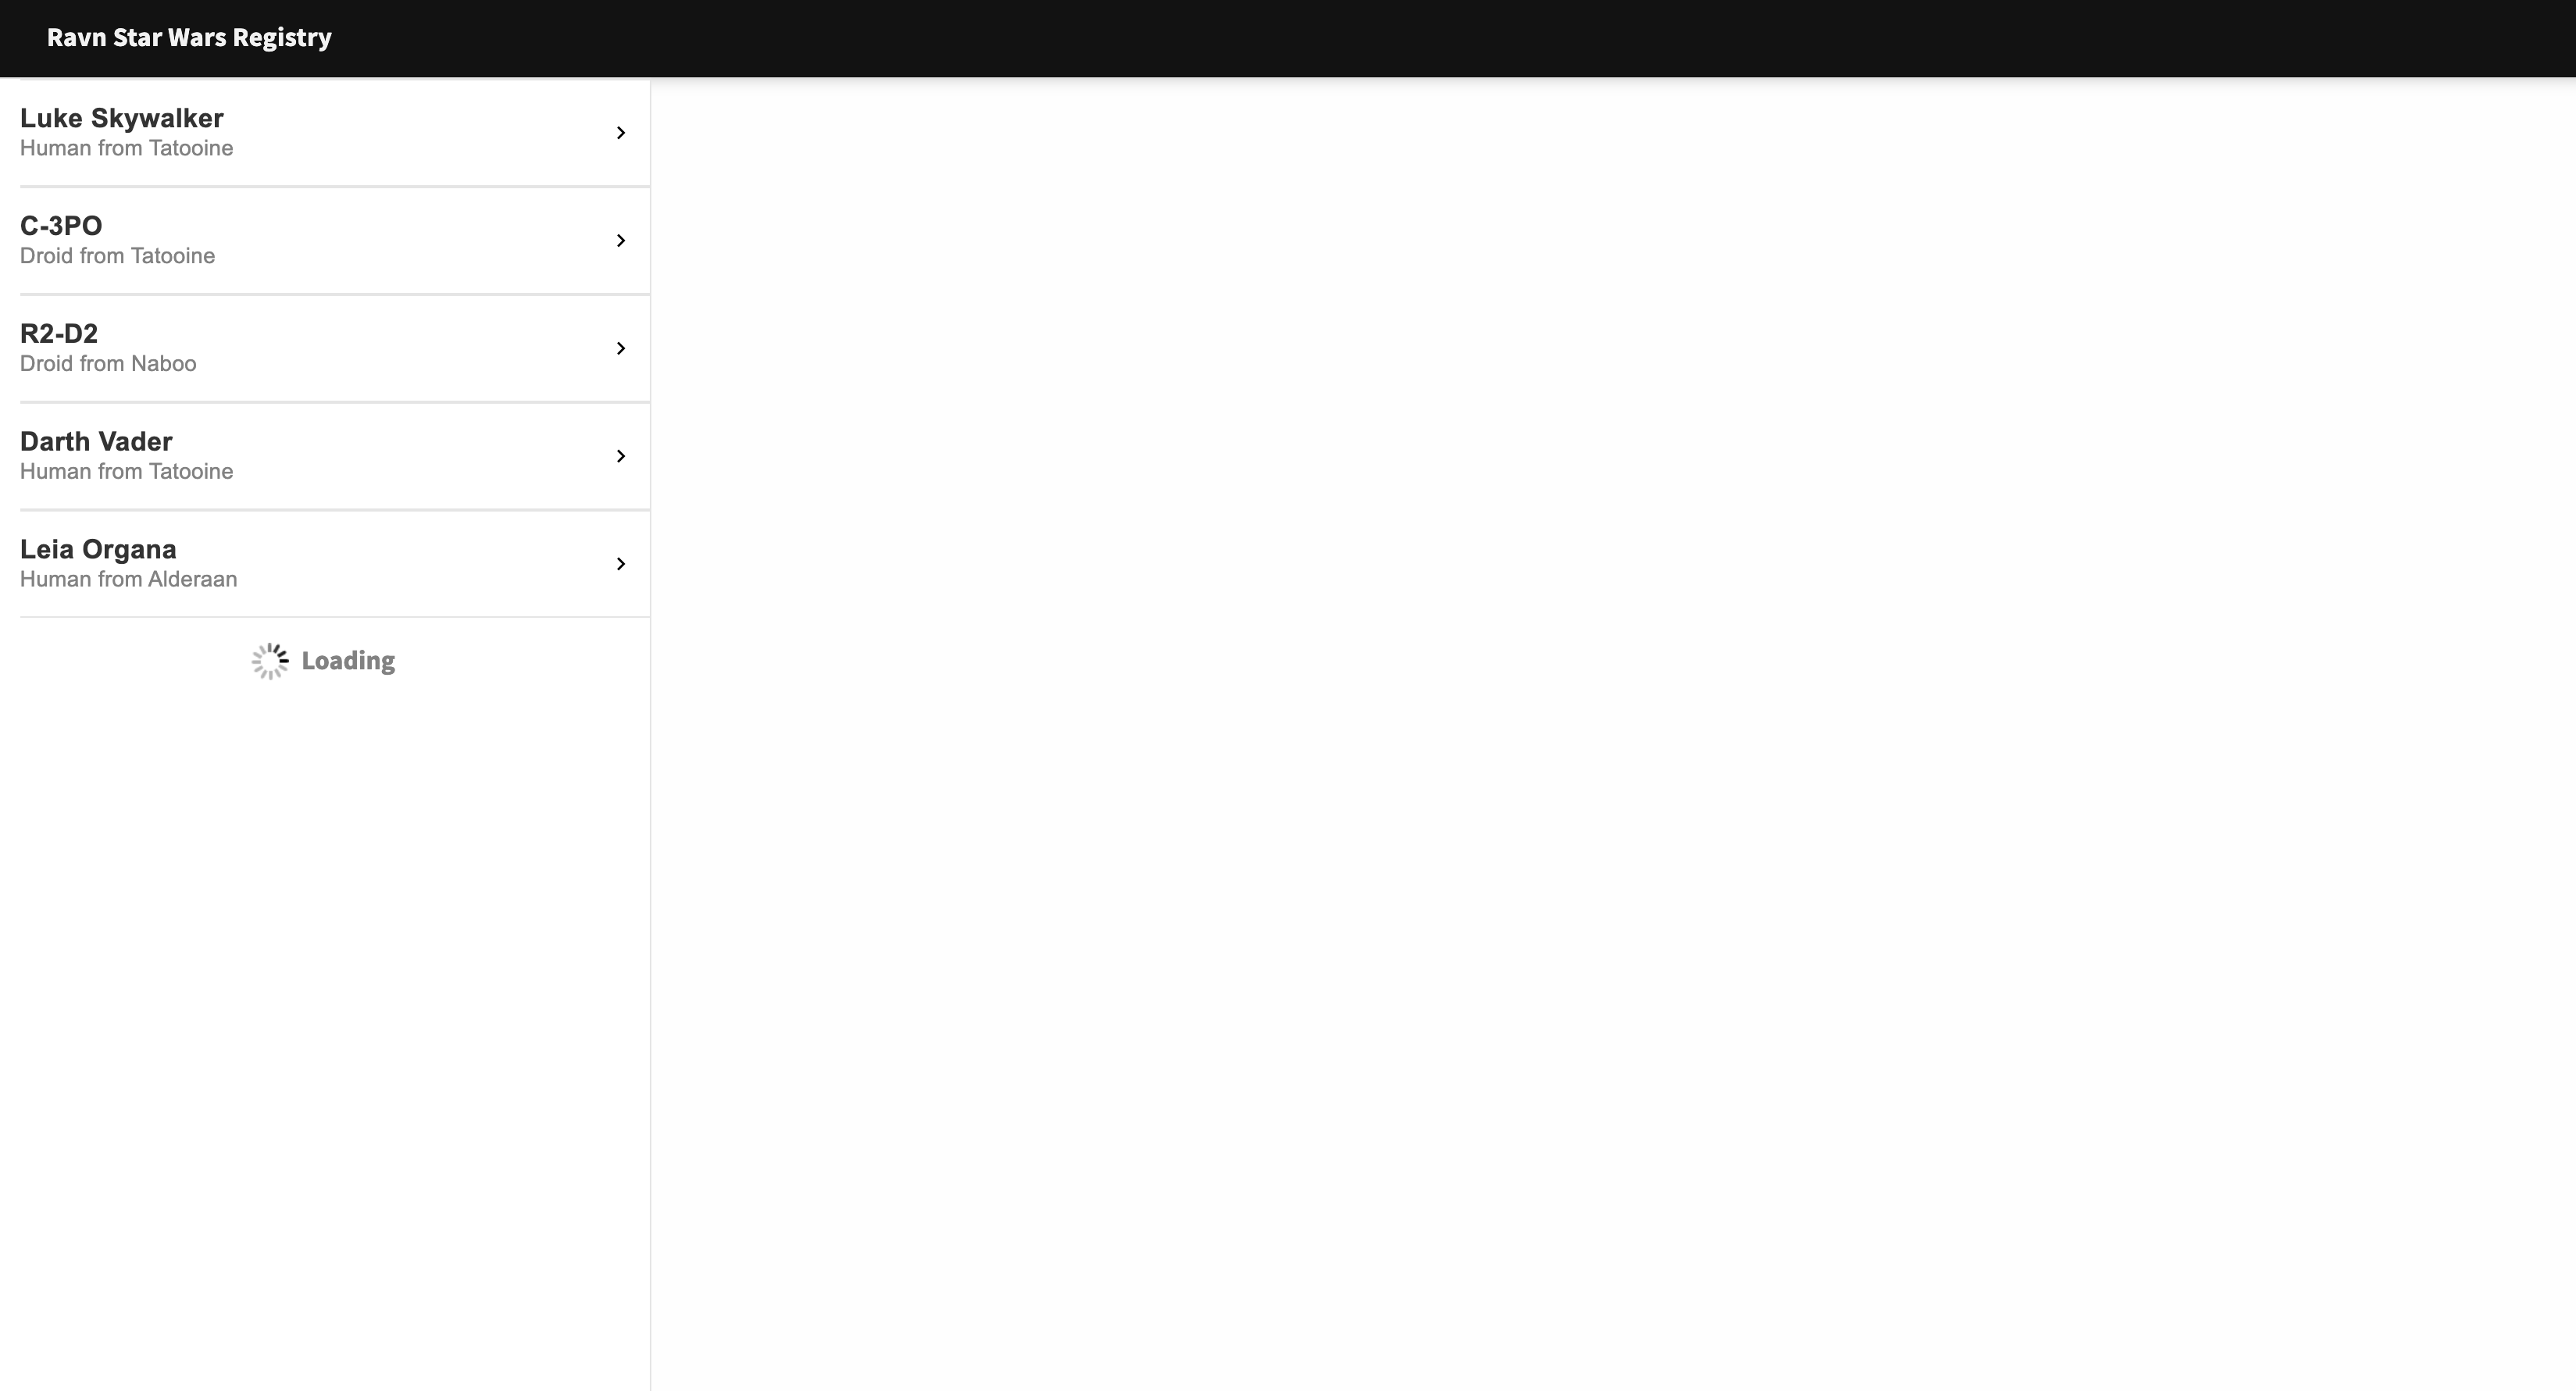 Ravn Star Wars Registry
Luke Skywalker
Human from Tatooine
C-3PO
Droid from Tatooine
R2-D2
Droid from Naboo
Darth Vader
Human from Tatooine
Leia Organa
Human from Alderaan
Loading